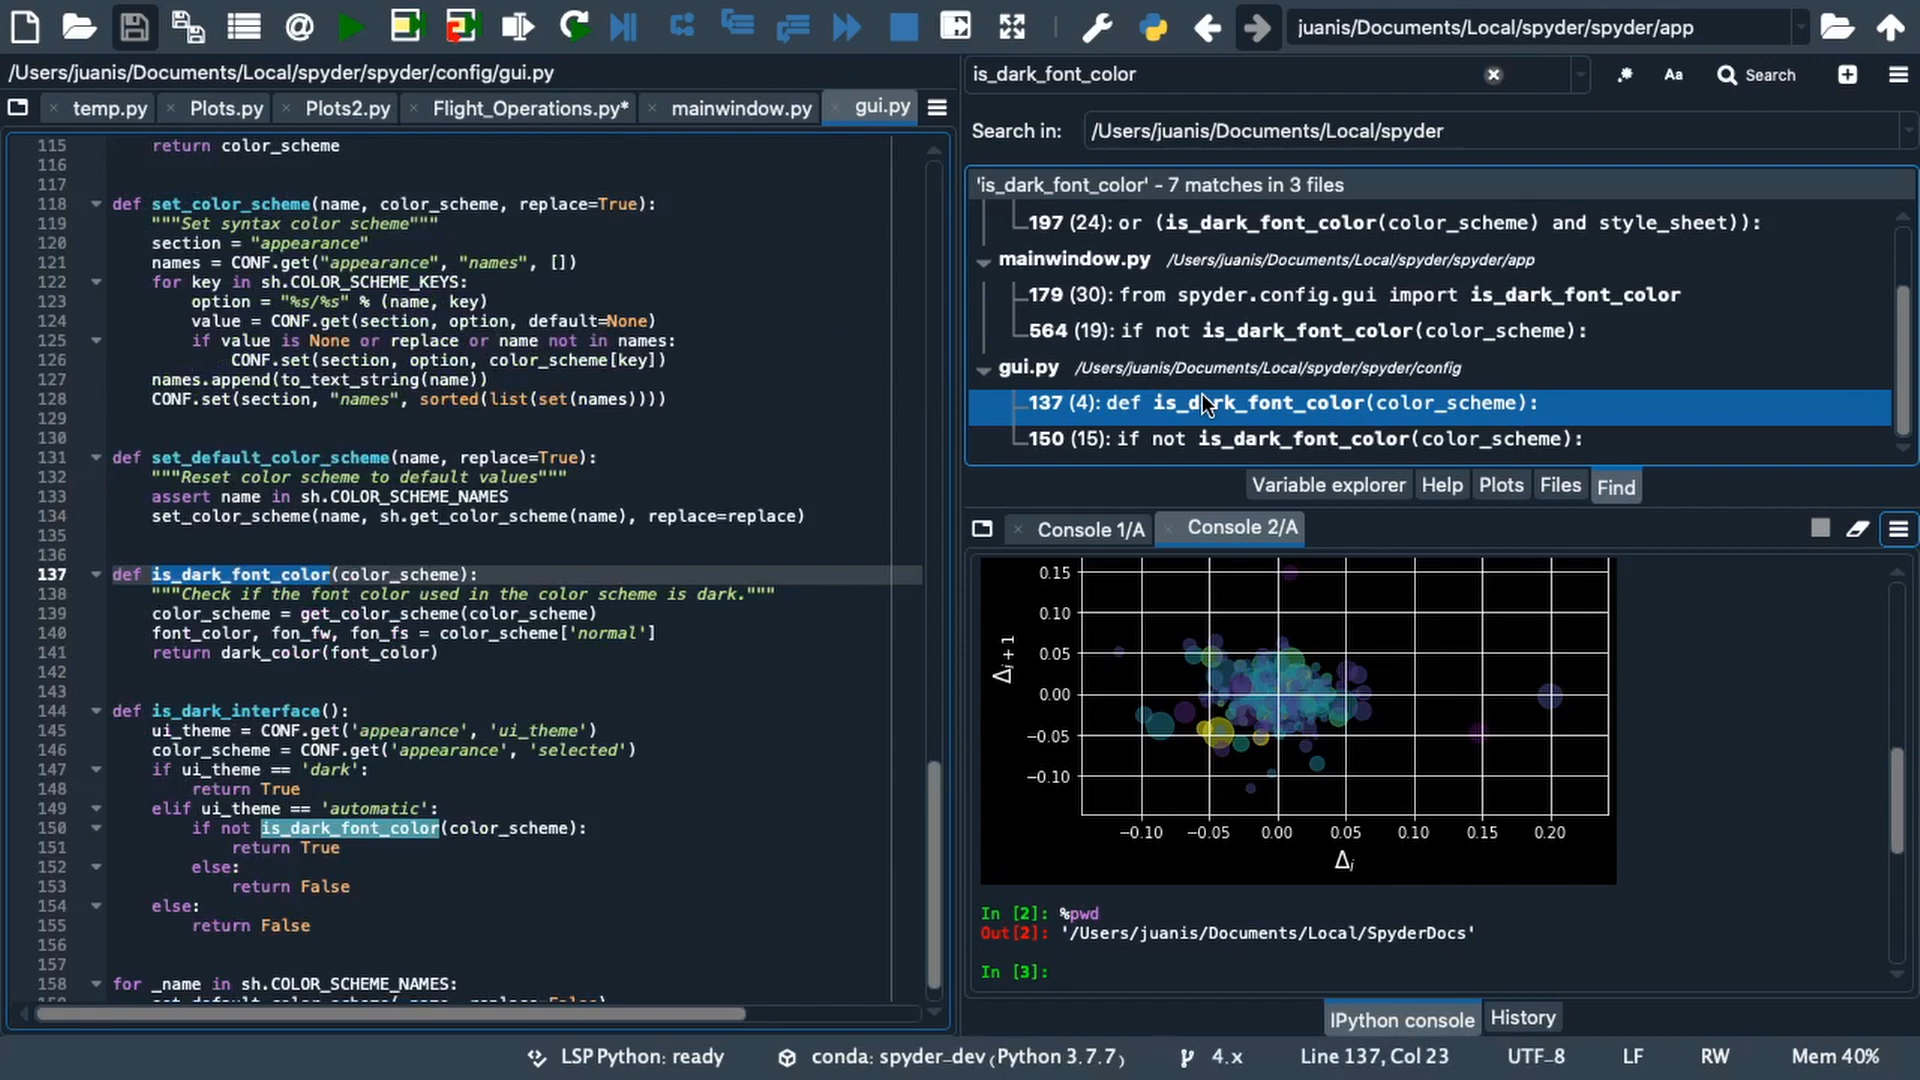 juanis/Documents/Local/spyder/spyder/app
/Users/juanis/Documents/Local/spyder/spyder/config/gui.py
temp.py
Plots.py
Plots2.py
Flight_Operations.py*
mainwindow.py
gui.py
115 return color_scheme
116
117
118 def set_color_scheme(name, color_scheme, replace=True):
119 """Set syntax color scheme"""
120 section = "appearance"
121 names = CONF.get("appearance", "names", [])
122 for key in sh.COLOR_SCHEME_KEYS:
123 option = "%s/%s" % (name, key)
124 value = CONF.get(section, option, default=None)
125 if value is None or replace or name not in names:
126 CONF.set(section, option, color_scheme[key])
127 names.append(to_text_string(name))
128 CONF.set(section, "names", sorted(list(set(names))))
129
130
131 def set_default_color_scheme(name, replace=True):
132 """Reset color scheme to default values"""
133 assert name in sh.COLOR_SCHEME_NAMES
134 set_color_scheme(name, sh.get_color_scheme(name), replace=replace)
135
136
137 def is_dark_font_color(color_scheme):
138 """Check if the font color used in the color scheme is dark."""
139 color_scheme = get_color_scheme(color_scheme)
140 font_color, fon_fw, fon_fs = color_scheme['normal']
141 return dark_color(font_color)
142
143
144 def is_dark_interface():
145 ui_theme = CONF.get('appearance', 'ui_theme')
146 color_scheme = CONF.get('appearance', 'selected')
147 if ui_theme == 'dark':
148 return True
149 elif ui_theme == 'automatic':
150 if not is_dark_font_color(color_scheme):
151 return True
152 else:
153 return False
154 else:
155 return False
156
157
158 for _name in sh.COLOR_SCHEME_NAMES:
is_dark_font_color
Aa
Search
Search in: /Users/juanis/Documents/Local/spyder
'is_dark_font_color' - 7 matches in 3 files
197 (24): or (is_dark_font_color(color_scheme) and style_sheet)):
mainwindow.py /Users/juanis/Documents/Local/spyder/spyder/app
179 (30): from spyder.config.gui import is_dark_font_color
564 (19): if not is_dark_font_color(color_scheme):
gui.py /Users/juanis/Documents/Local/spyder/spyder/config
137 (4): def is_dark_font_color(color_scheme):
150 (15): if not is_dark_font_color(color_scheme):
Variable explorer
Help
Plots
Files
Find
Console 1/A
Console 2/A
0.15
0.10
0.05
0.00
−0.05
−0.10
Δi + 1
−0.10 −0.05 0.00 0.05 0.10 0.15 0.20
Δi
In [2]: %pwd
Out[2]: '/Users/juanis/Documents/Local/SpyderDocs'
In [3]:
IPython console
History
LSP Python: ready
conda: spyder_dev (Python 3.7.7)
4.x
Line 137, Col 23
UTF-8
LF
RW
Mem 40%